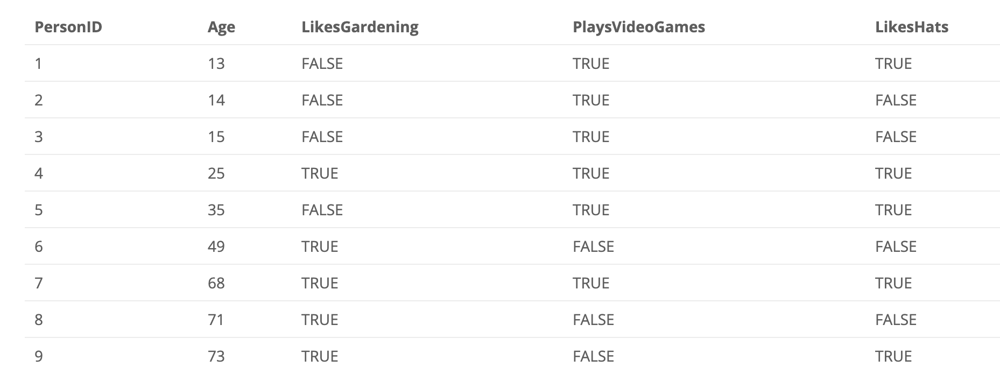 PersonID Age LikesGardening PlaysVideoGames LikesHats
1 13 FALSE TRUE TRUE
2 14 FALSE TRUE FALSE
3 15 FALSE TRUE FALSE
4 25 TRUE TRUE TRUE
5 35 FALSE TRUE TRUE
6 49 TRUE FALSE FALSE
7 68 TRUE TRUE TRUE
8 71 TRUE FALSE FALSE
9 73 TRUE FALSE TRUE